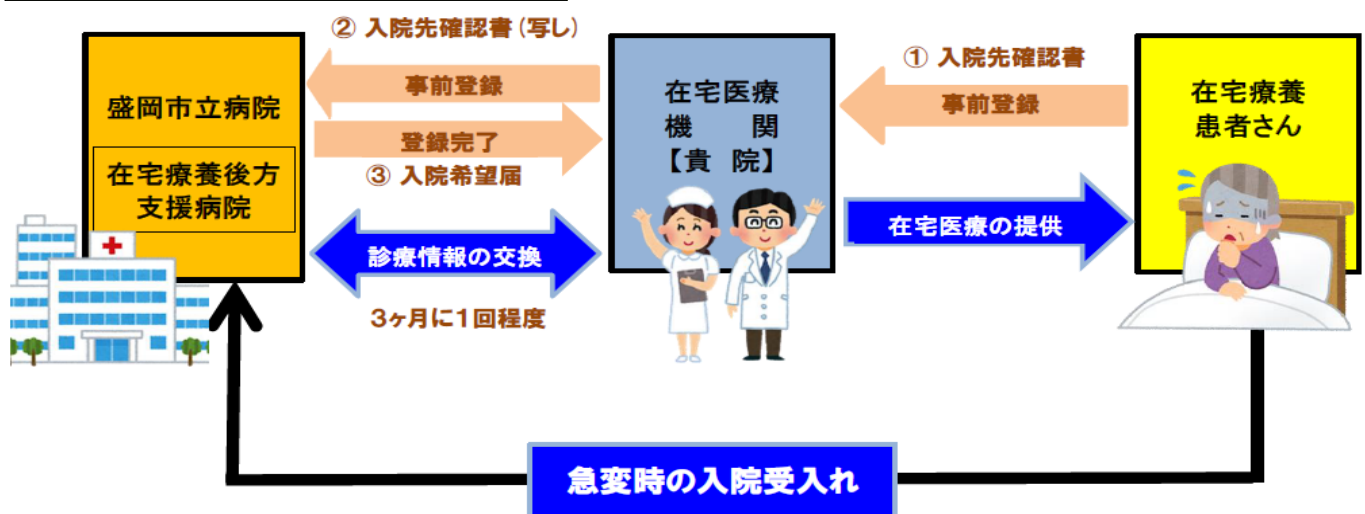 ② 入院先確認書(写し)
事前登録
登録完了
③ 入院希望届
盛岡市立病院
在宅療養後方
支援病院
診療情報の交換
3ヶ月に1回程度
在宅医療
機　　関
【貴　院】
① 入院先確認書
事前登録
在宅医療の提供
在宅療養
患者さん
急変時の入院受入れ